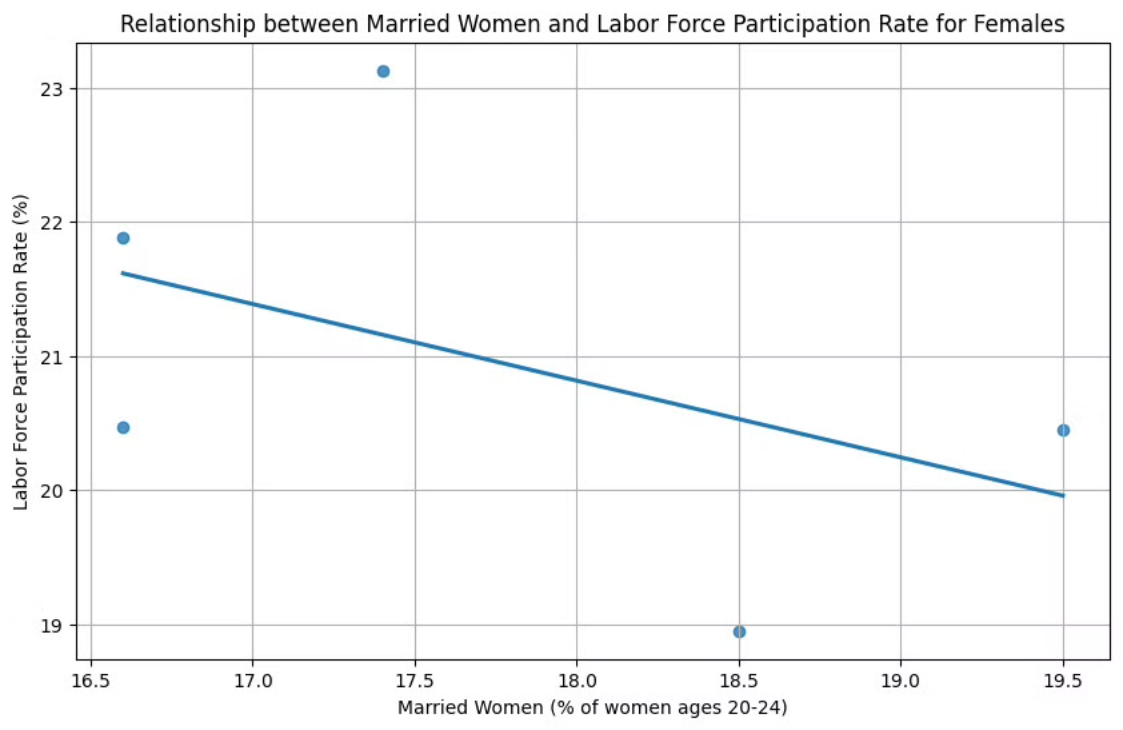 Relationship between Married Women and Labor Force Participation Rate for Females
Labor Force Participation Rate (%)
23
22
21
20
19
16.5 17.0 17.5 18.0 18.5 19.0 19.5
Married Women (% of women ages 20-24)